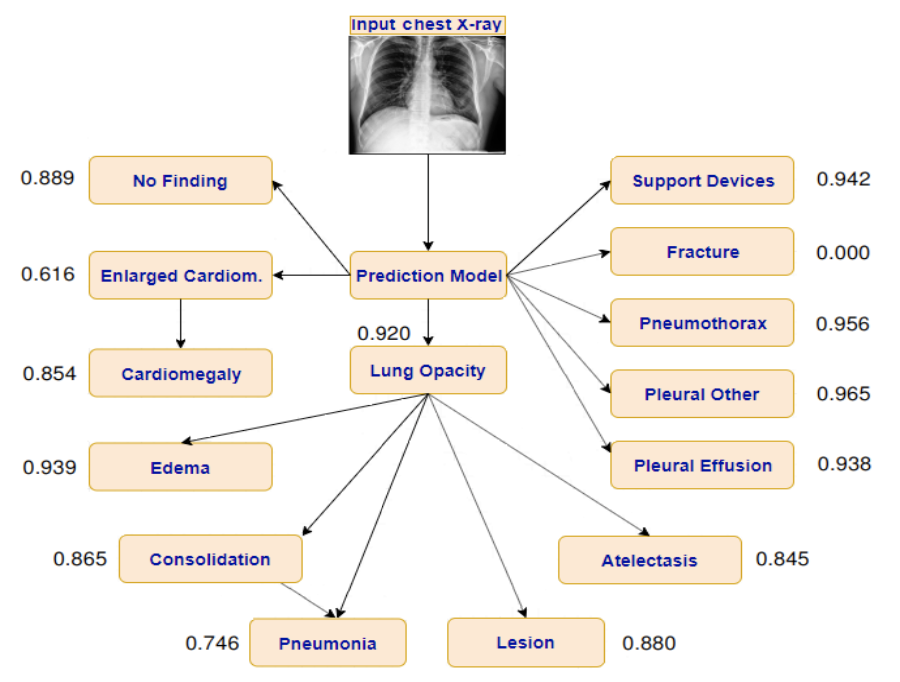 Input chest X-ray
0.889
No Finding
Support Devices
0.942
Fracture
0.000
0.616
Enlarged Cardiom.
Prediction Model
Pneumothorax
0.956
0.920
0.854
Cardiomegaly
Lung Opacity
Pleural Other
0.965
0.939
Edema
Pleural Effusion
0.938
0.865
Consolidation
Atelectasis
0.845
0.746
Pneumonia
Lesion
0.880